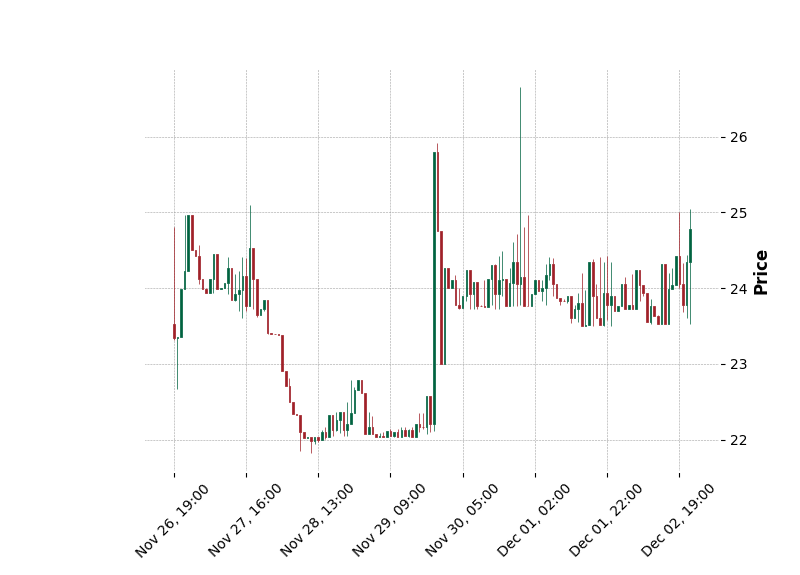 26
25
24
23
22
Price
Nov 26, 19:00
Nov 27, 16:00
Nov 28, 13:00
Nov 29, 09:00
Nov 30, 05:00
Dec 01, 02:00
Dec 01, 22:00
Dec 02, 19:00